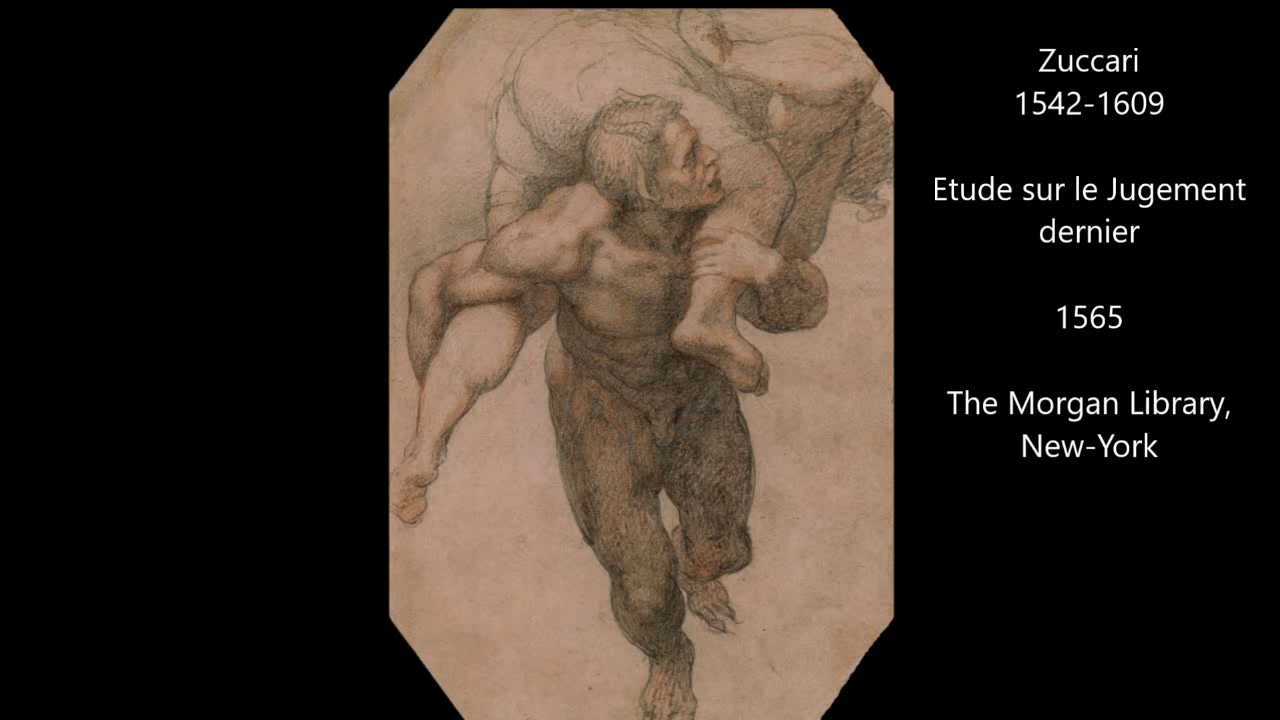 Zuccari
1542-1609
Etude sur le Jugement
dernier
1565
The Morgan Library,
New-York